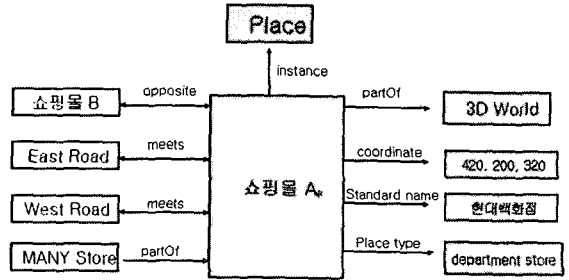 Place
instance
쇼핑몰 B
opposite
partOf
3D World
East Road
meets
coordinate
420, 200, 320
쇼핑몰 A
West Road
meets
Standard name
현대백화점
MANY Store
partOf
Place type
department store